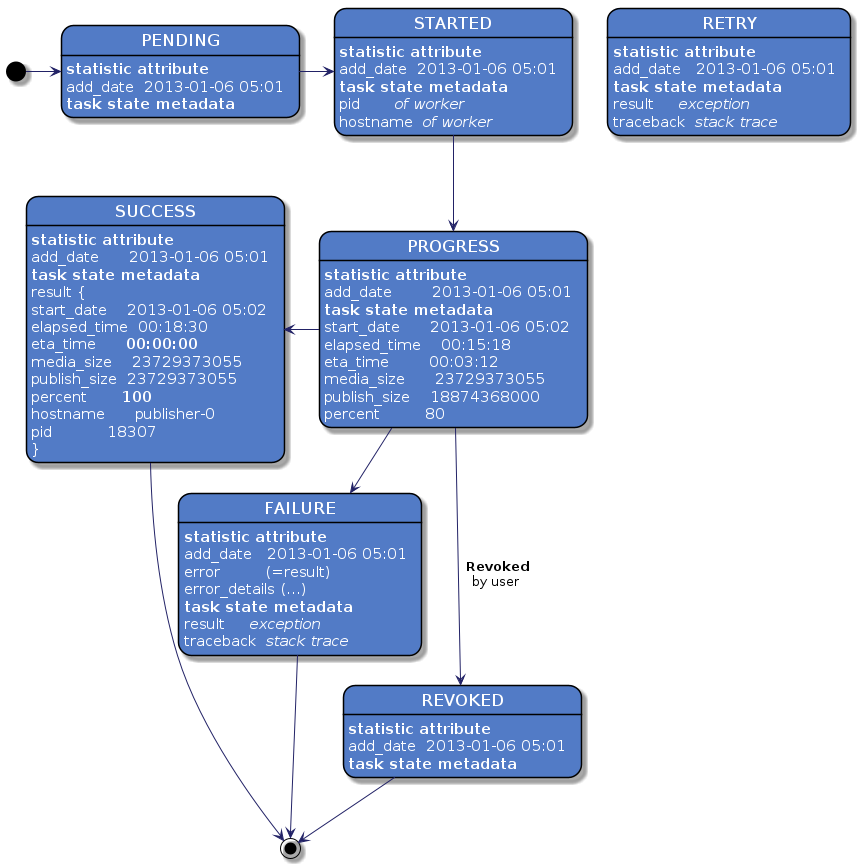 PENDING
statistic attribute
add_date 2013-01-06 05:01
task state metadata
STARTED
statistic attribute
add_date 2013-01-06 05:01
task state metadata
pid of worker
hostname of worker
RETRY
statistic attribute
add_date 2013-01-06 05:01
task state metadata
result exception
traceback stack trace
SUCCESS
statistic attribute
add_date 2013-01-06 05:01
task state metadata
result {
start_date 2013-01-06 05:02
elapsed_time 00:18:30
eta_time 00:00:00
media_size 23729373055
publish_size 23729373055
percent 100
hostname publisher-0
pid 18307
}
PROGRESS
statistic attribute
add_date 2013-01-06 05:01
task state metadata
start_date 2013-01-06 05:02
elapsed_time 00:15:18
eta_time 00:03:12
media_size 23729373055
publish_size 18874368000
percent 80
FAILURE
statistic attribute
add_date 2013-01-06 05:01
error (=result)
error_details (...)
task state metadata
result exception
traceback stack trace
Revoked
by user
REVOKED
statistic attribute
add_date 2013-01-06 05:01
task state metadata